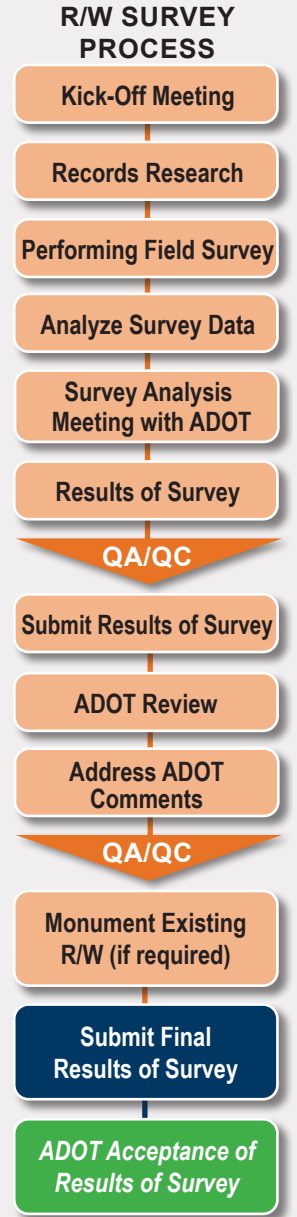 R/W SURVEY
PROCESS
Kick-Off Meeting
Records Research
Performing Field Survey
Analyze Survey Data
Survey Analysis
Meeting with ADOT
Results of Survey
QA/QC
Submit Results of Survey
ADOT Review
Address ADOT
Comments
QA/QC
Monument Existing
R/W (if required)
Submit Final
Results of Survey
ADOT Acceptance of
Results of Survey